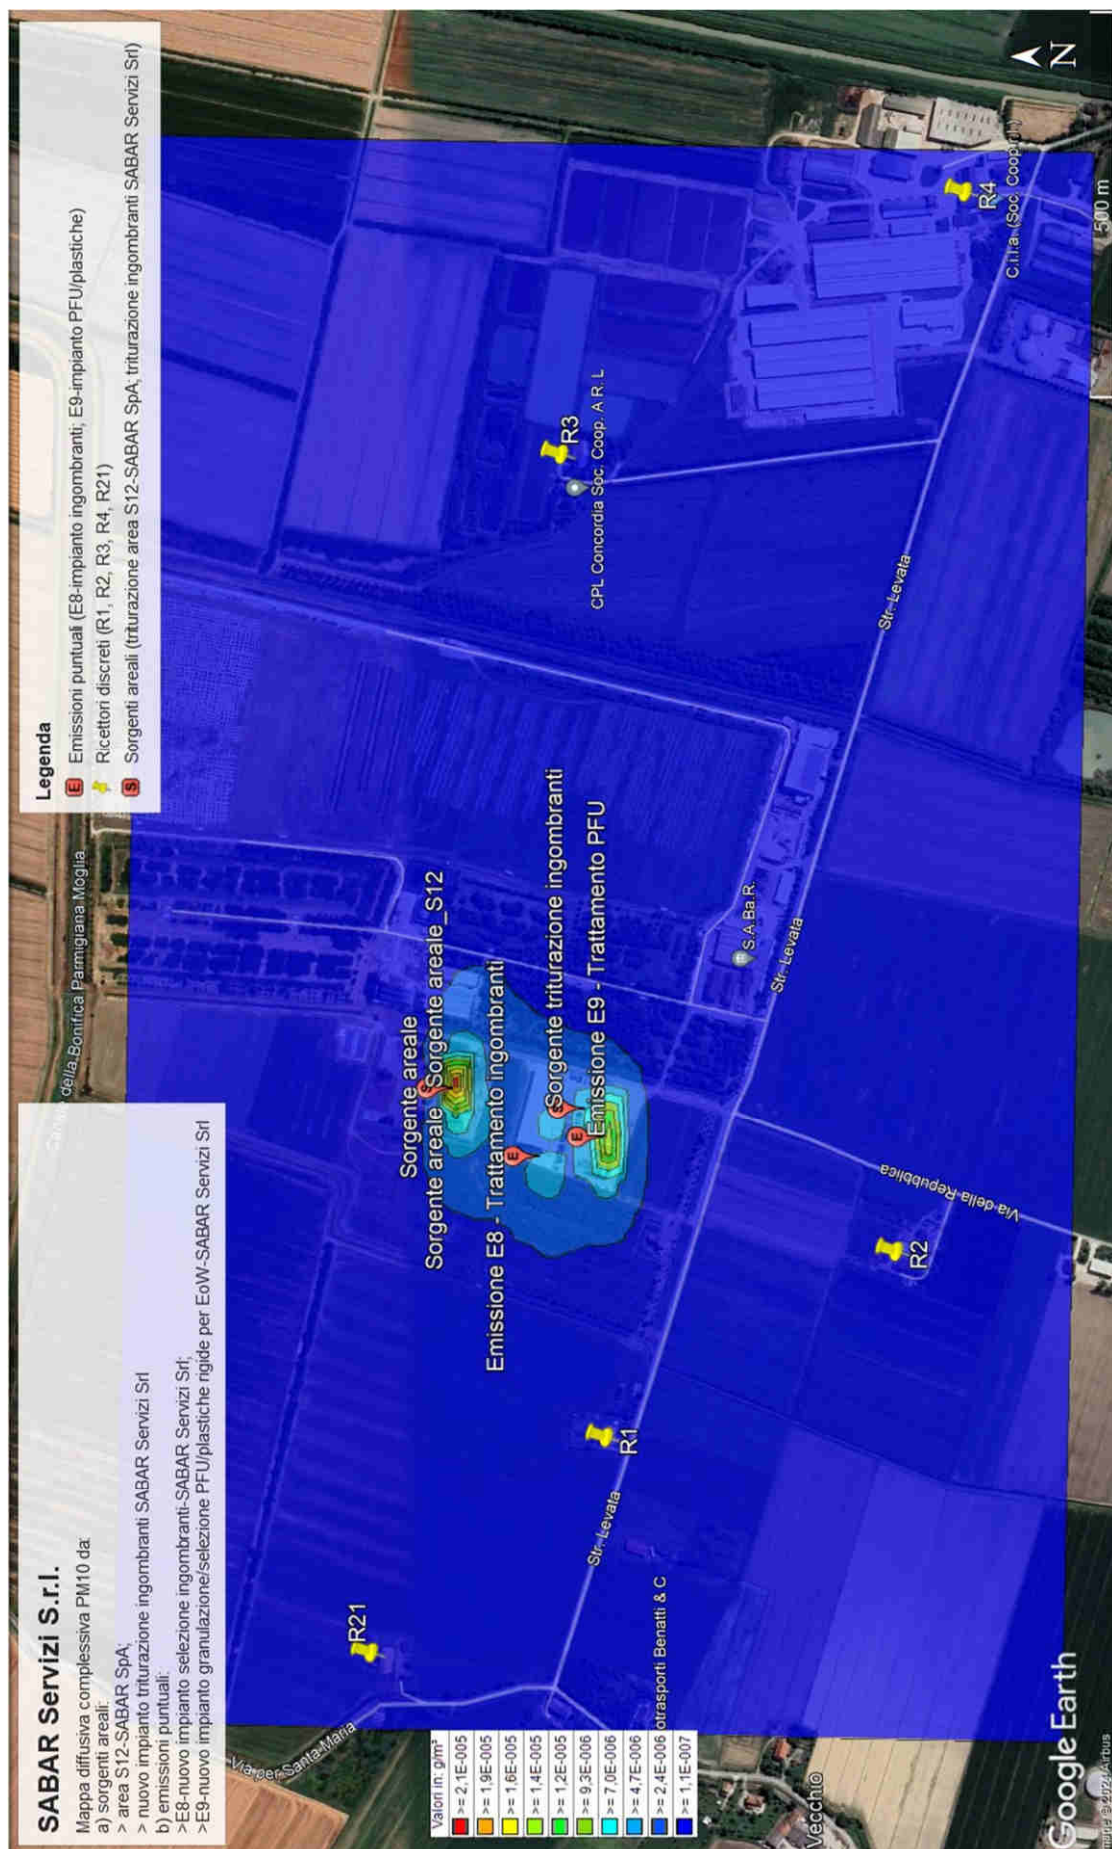 SABAR Servizi S.r.l.
Mappa diffusiva complessiva PM10 da:
a) sorgenti areali:
> area S12-SABAR SpA;
> nuovo impianto triturazione ingombranti SABAR Servizi Srl
b) emissioni puntuali:
>E8-nuovo impianto selezione ingombranti-SABAR Servizi Srl;
>E9-nuovo impianto granulazione/selezione PFU/plastiche rigide per EoW-SABAR Servizi Srl
Legenda
E Emissioni puntuali (E8-impianto ingombranti; E9-impianto PFU/plastiche)
Ricettori discreti (R1, R2, R3, R4, R21)
S Sorgenti areali (triturazione area S12-SABAR SpA; triturazione ingombranti SABAR Servizi Srl)
della Bonifica Parmigiana Moglia
R21
Via per Santa Maria
Sorgente areale
Sorgente areale Sorgente areale_S12
Emissione E8 - Trattamento ingombranti
Sorgente triturazione ingombranti
Emissione E9 - Trattamento PFU
S
E
S
E
R3
CPL Concordia Soc. Coop. A R. L
R1
Str. Levata
S.A.Ba.R.
Str. Levata
Str. Levata
R2
Via della Repubblica
R4
C.i.l.a. (Soc. Coop
otrasporti Benatti & C
Vecchio
Valori in: g/m³
>= 2,1E-005
>= 1,9E-005
>= 1,6E-005
>= 1,4E-005
>= 1,2E-005
>= 9,3E-006
>= 7,0E-006
>= 4,7E-006
>= 2,4E-006
>= 1,1E-007
Google Earth
image © 2024 Airbus
500 m
N